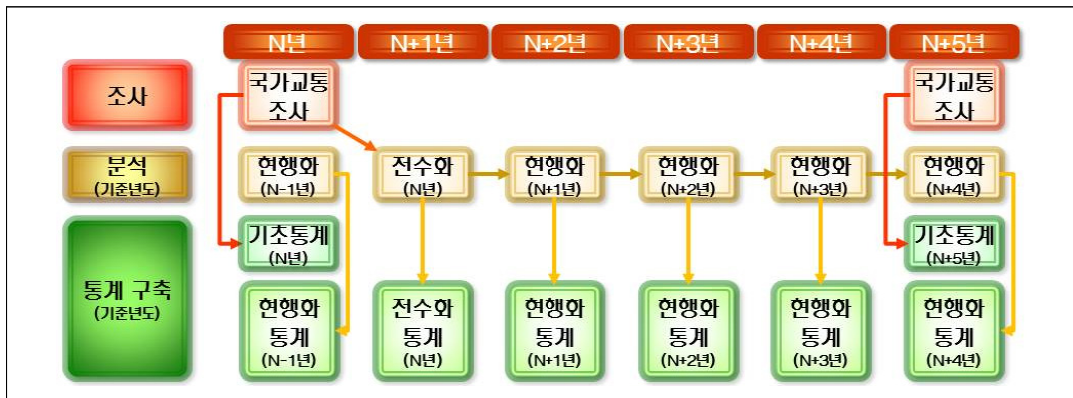 N년 N+1년 N+2년 N+3년 N+4년 N+5년
조사
국가교통
조사
국가교통
조사
분석
(기준년도)
현행화
(N-1년)
전수화
(N년)
현행화
(N+1년)
현행화
(N+2년)
현행화
(N+3년)
현행화
(N+4년)
통계 구축
(기준년도)
기초통계
(N년)
기초통계
(N+5년)
현행화
통계
(N-1년)
전수화
통계
(N년)
현행화
통계
(N+1년)
현행화
통계
(N+2년)
현행화
통계
(N+3년)
현행화
통계
(N+4년)